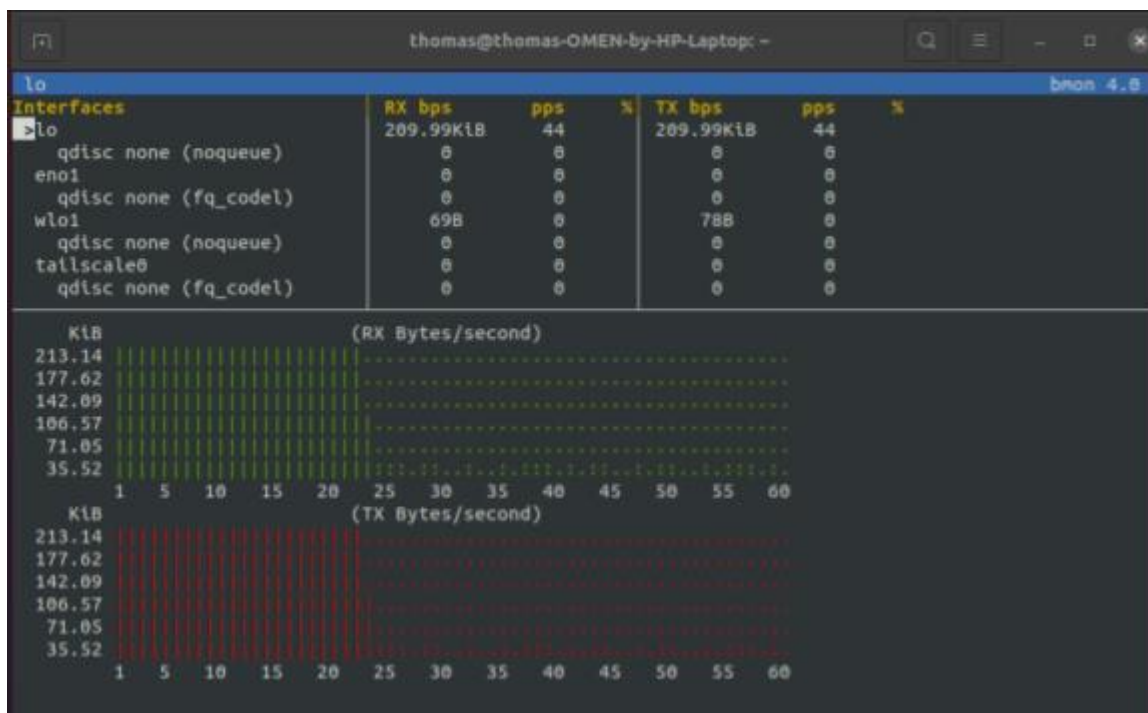 thomas@thomas-OMEN-by-HP-Laptop: ~
lo bmon 4.0
Interfaces RX bps pps % TX bps pps %
>lo 209.99KiB 44 209.99KiB 44
qdisc none (noqueue) 0 0 0 0
eno1 0 0 0 0
qdisc none (fq_codel) 0 0 0 0
wlo1 69B 0 78B 0
qdisc none (noqueue) 0 0 0 0
tailscale0 0 0 0 0
qdisc none (fq_codel) 0 0 0 0
KiB (RX Bytes/second)
213.14
177.62
142.09
106.57
71.05
35.52
1 5 10 15 20 25 30 35 40 45 50 55 60
KiB (TX Bytes/second)
213.14
177.62
142.09
106.57
71.05
35.52
1 5 10 15 20 25 30 35 40 45 50 55 60